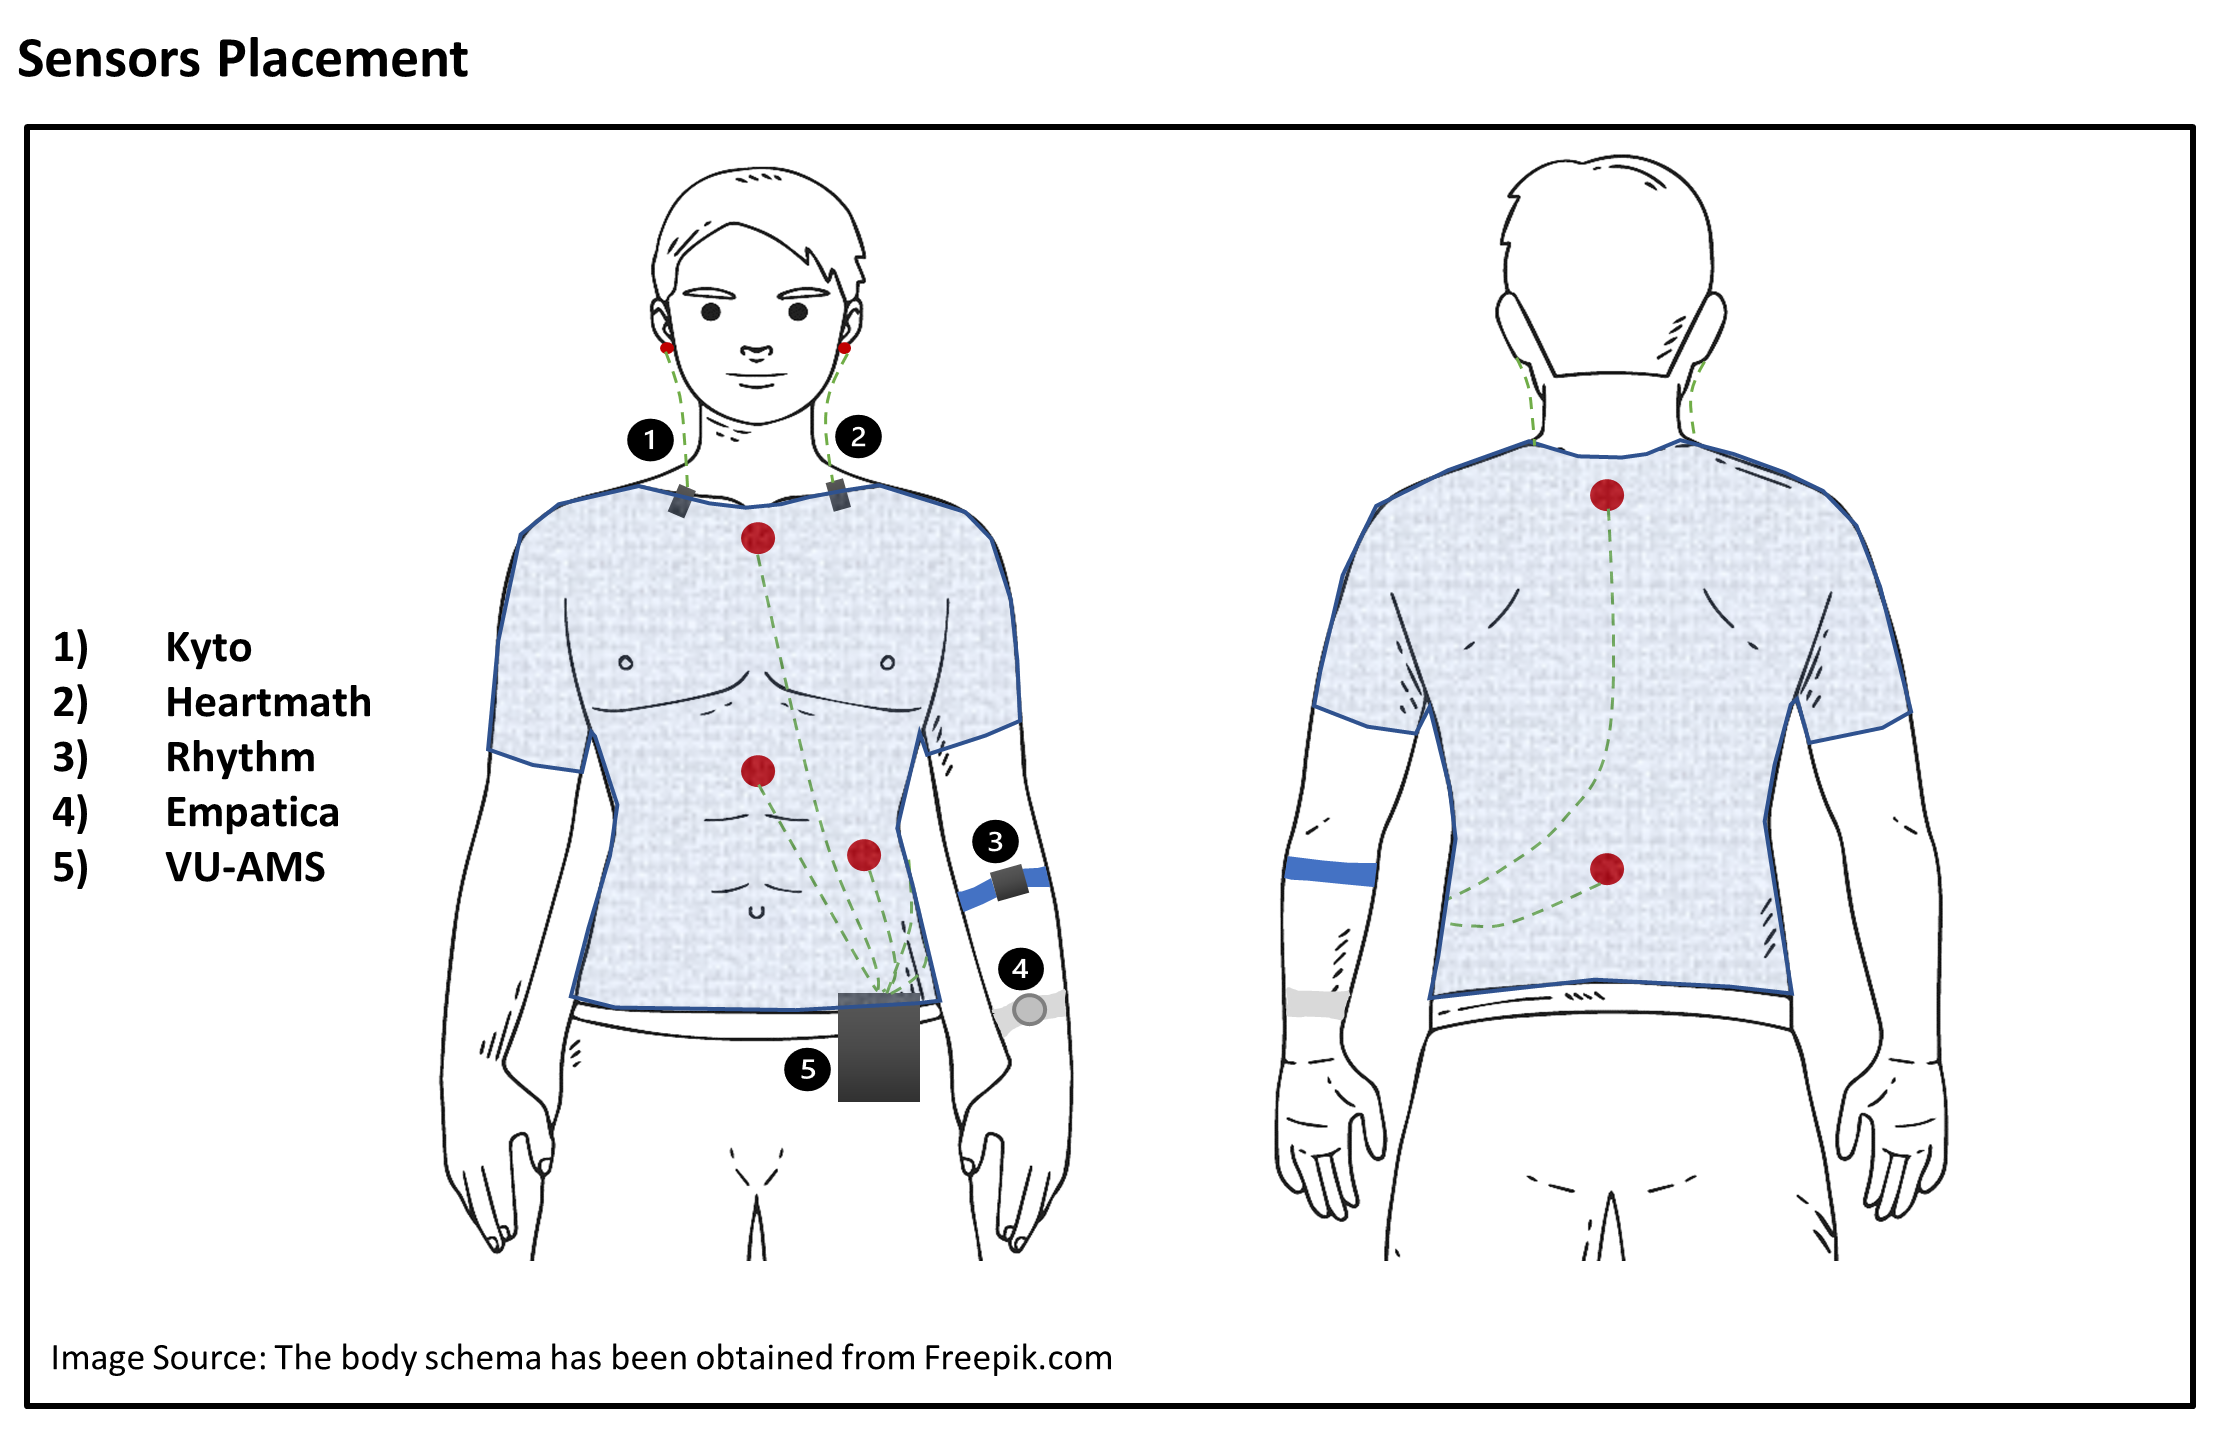 Sensors Placement
1
2
1) Kyto
2) Heartmath
3) Rhythm
4) Empatica
5) VU-AMS
3
4
5
Image Source: The body schema has been obtained from Freepik.com